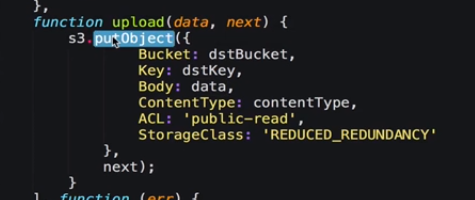 },
function upload(data, next) {
s3.putObject({
Bucket: dstBucket,
Key: dstKey,
Body: data,
ContentType: contentType,
ACL: 'public-read',
StorageClass: 'REDUCED_REDUNDANCY'
},
next);
}
], function (err) {